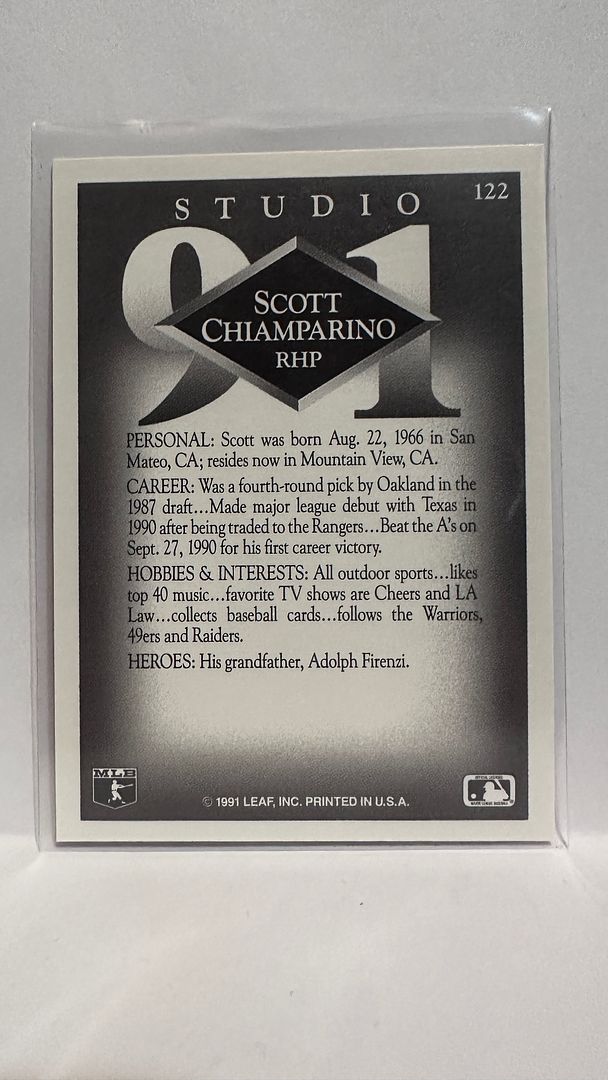 122
STUDIO
91
SCOTT
CHIAMPARINO
RHP
PERSONAL: Scott was born Aug. 22, 1966 in San
Mateo, CA; resides now in Mountain View, CA.
CAREER: Was a fourth-round pick by Oakland in the
1987 draft...Made major league debut with Texas in
1990 after being traded to the Rangers...Beat the A's on
Sept. 27, 1990 for his first career victory.
HOBBIES & INTERESTS: All outdoor sports...likes
top 40 music...favorite TV shows are Cheers and LA
Law...collects baseball cards...follows the Warriors,
49ers and Raiders.
HEROES: His grandfather, Adolph Firenzi.
MLB
© 1991 LEAF, INC. PRINTED IN U.S.A.